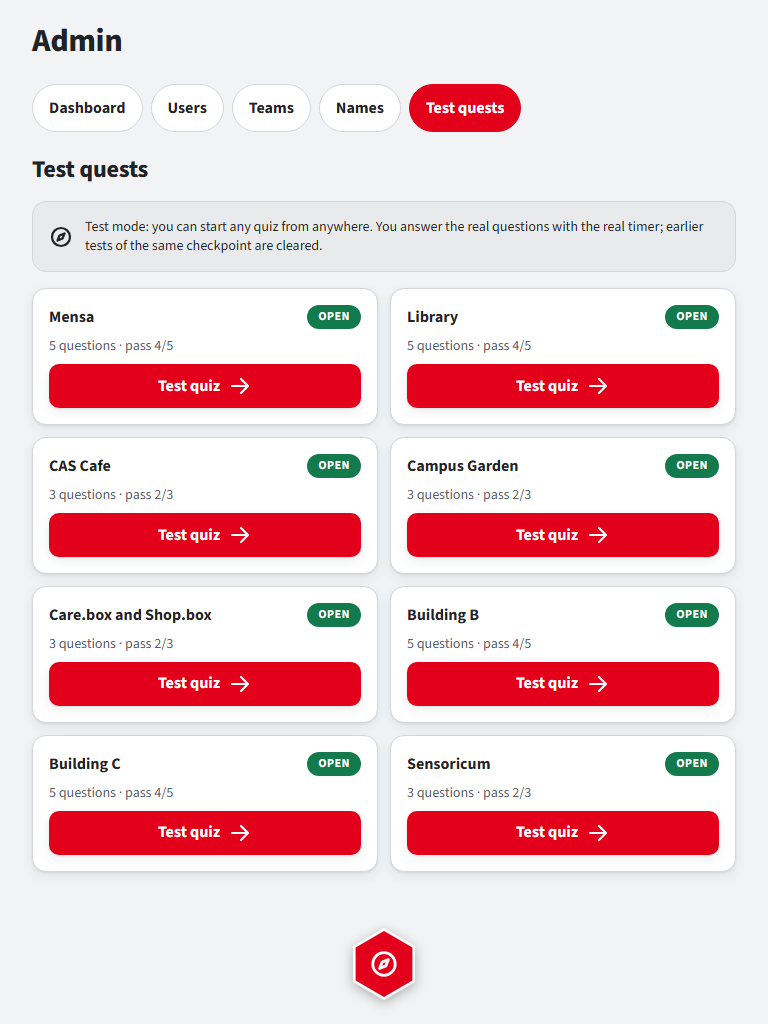 Admin
Dashboard
Users
Teams
Names
Test quests
Test quests
Test mode: you can start any quiz from anywhere. You answer the real questions with the real timer; earlier
tests of the same checkpoint are cleared.
Mensa
OPEN
5 questions · pass 4/5
Test quiz
Library
OPEN
5 questions · pass 4/5
Test quiz
CAS Cafe
OPEN
3 questions · pass 2/3
Test quiz
Campus Garden
OPEN
3 questions · pass 2/3
Test quiz
Care.box and Shop.box
OPEN
3 questions · pass 2/3
Test quiz
Building B
OPEN
5 questions · pass 4/5
Test quiz
Building C
OPEN
5 questions · pass 4/5
Test quiz
Sensoricum
OPEN
3 questions · pass 2/3
Test quiz